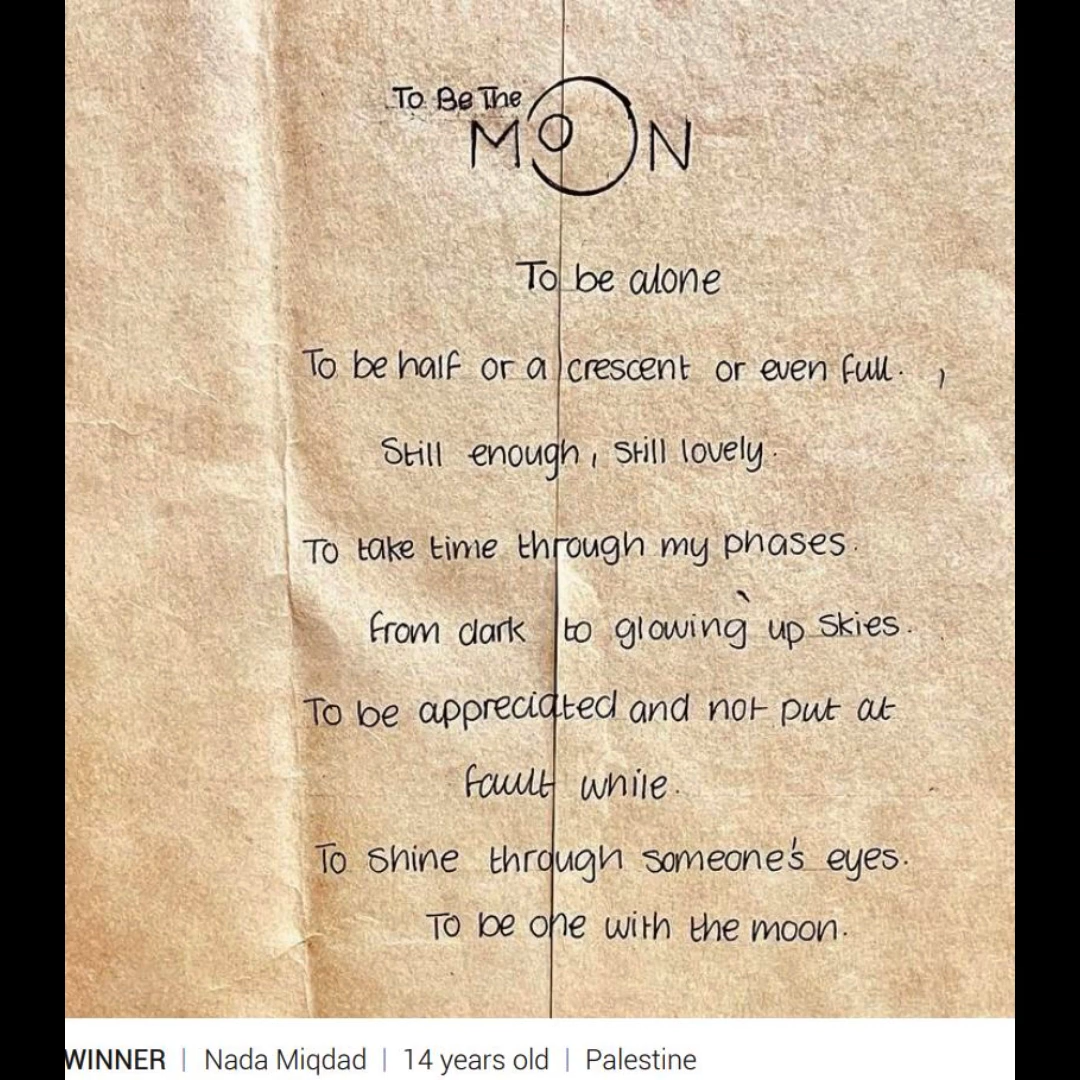 To Be The
MOON
To be alone
To be half or a crescent or even full. ,
Still enough, still lovely.
To take time through my phases.
from dark to glowing up skies.
To be appreciated and not put at
fault while.
To shine through someone's eyes.
To be one with the moon.
WINNER | Nada Miqdad | 14 years old | Palestine